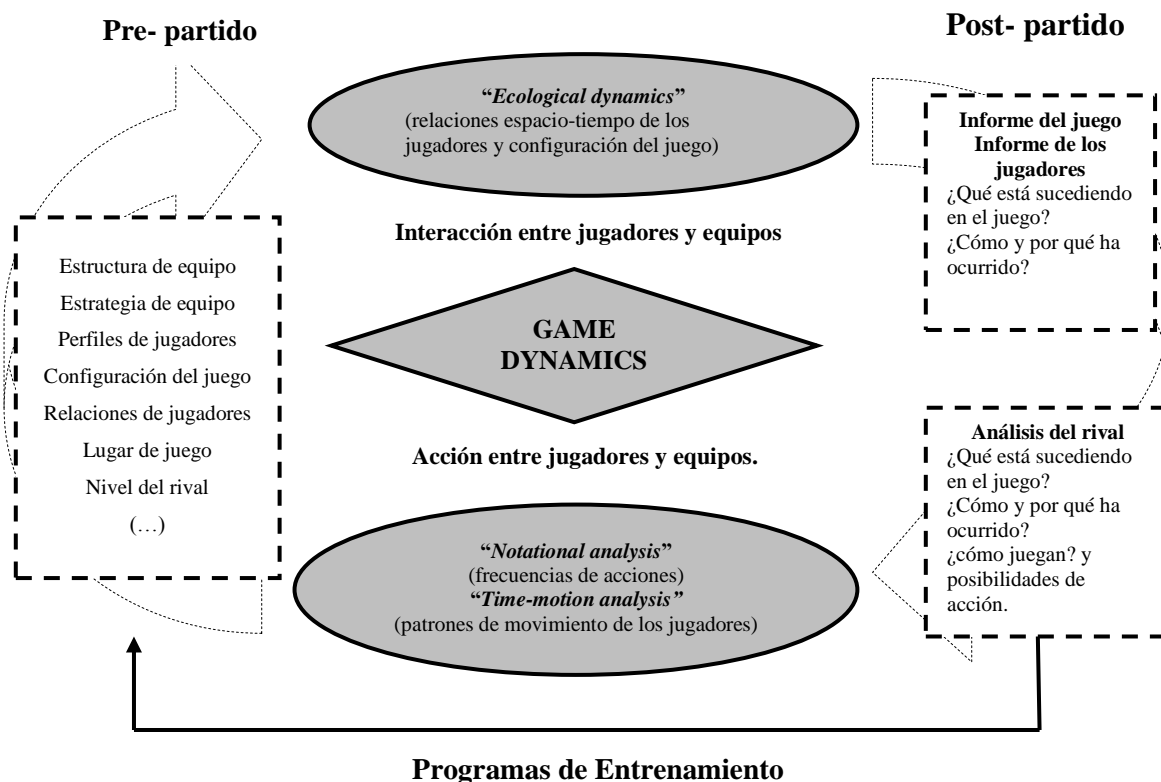 Pre- partido
Post- partido
“Ecological dynamics”
(relaciones espacio-tiempo de los
jugadores y configuración del juego)
Informe del juego
Informe de los
jugadores
¿Qué está sucediendo
en el juego?
¿Cómo y por qué ha
ocurrido?
Interacción entre jugadores y equipos
Estructura de equipo
Estrategia de equipo
Perfiles de jugadores
Configuración del juego
Relaciones de jugadores
Lugar de juego
Nivel del rival
(…)
GAME
DYNAMICS
Acción entre jugadores y equipos.
Análisis del rival
¿Qué está sucediendo
en el juego?
¿Cómo y por qué ha
ocurrido?
¿cómo juegan? y
posibilidades de
acción.
“Notational analysis”
(frecuencias de acciones)
“Time-motion analysis”
(patrones de movimiento de los jugadores)
Programas de Entrenamiento